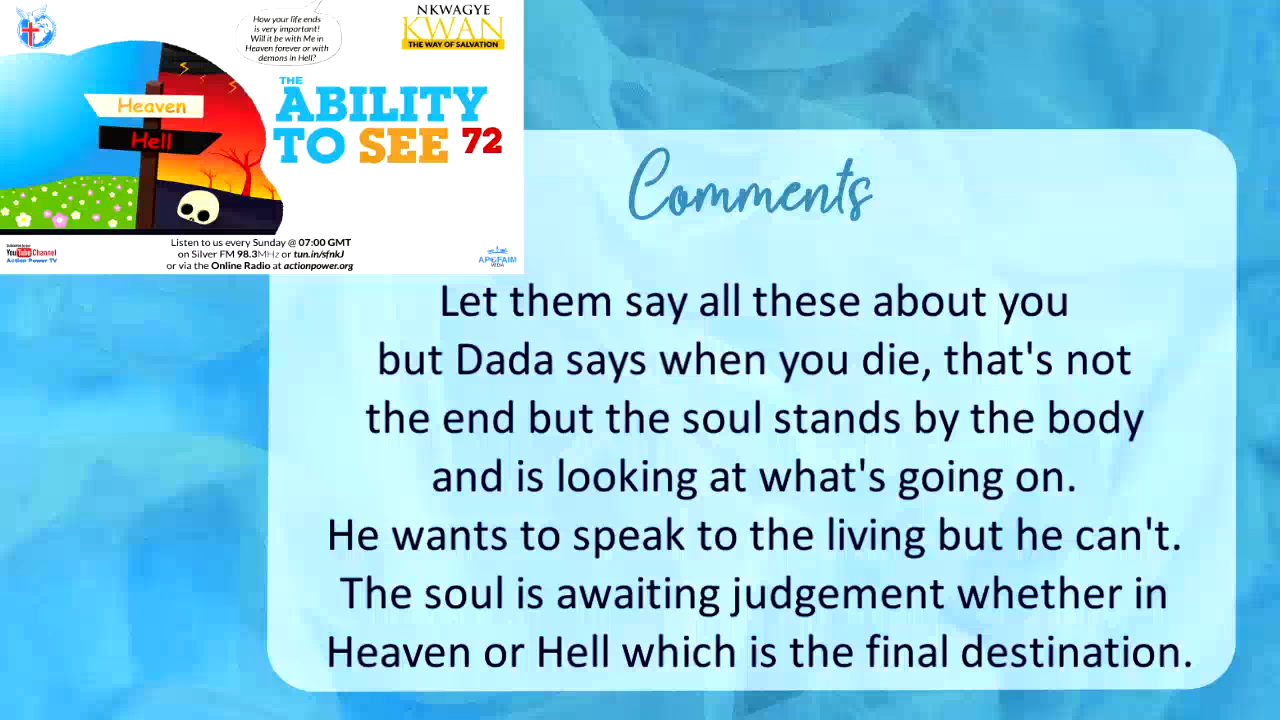 How your life ends
is very important!
Will it be with Me in
Heaven forever or with
demons in Hell?
NKWAGYE
KWAN
THE WAY OF SALVATION
Heaven
Hell
THE
ABILITY
TO SEE 72
YouTube Channel
Action Power TV
Listen to us every Sunday @ 07:00 GMT
on Silver FM 98.3MHz or tun.in/sfnkJ
or via the Online Radio at actionpower.org
APOFAIM
Comments
Let them say all these about you
but Dada says when you die, that's not
the end but the soul stands by the body
and is looking at what's going on.
He wants to speak to the living but he can't.
The soul is awaiting judgement whether in
Heaven or Hell which is the final destination.